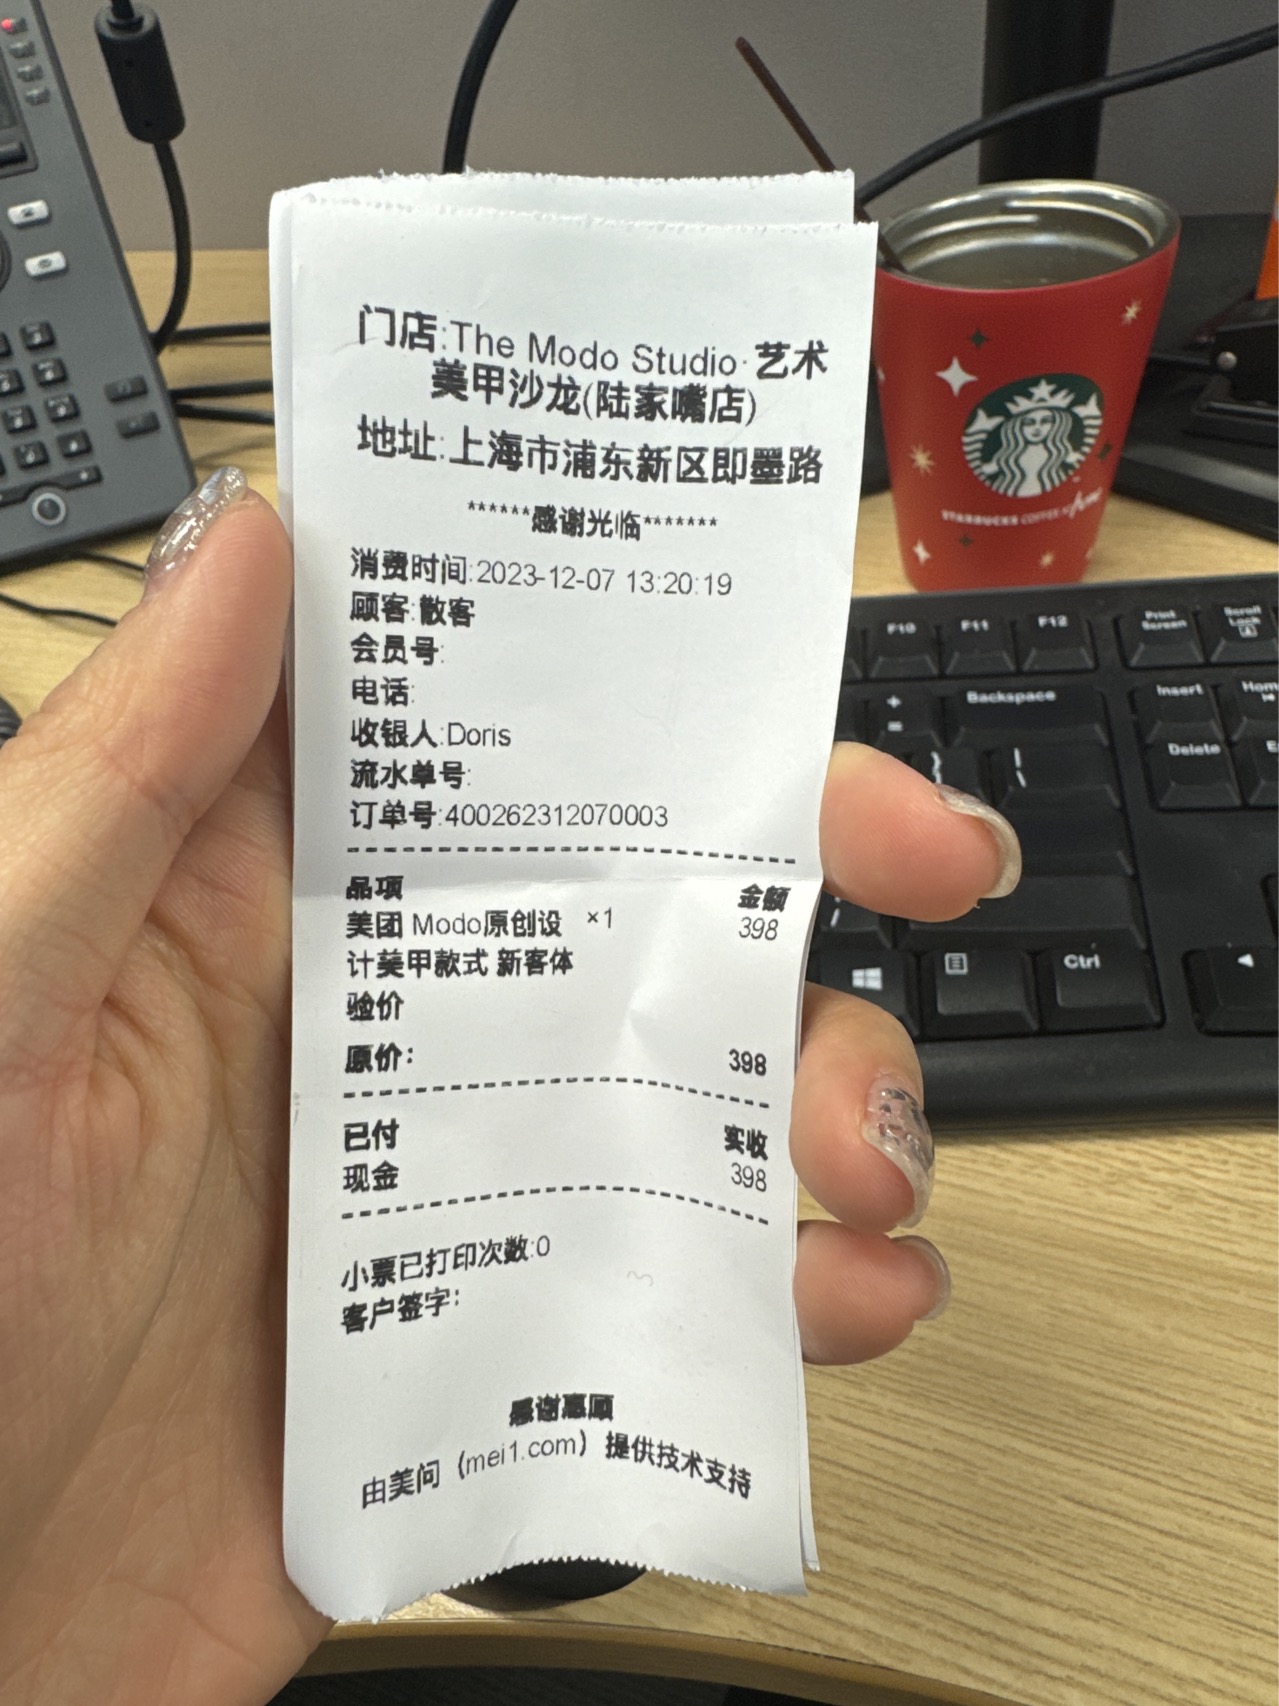 门店:The Modo Studio·艺术
美甲沙龙(陆家嘴店)
地址:上海市浦东新区即墨路
******感谢光临*******
消费时间:2023-12-07 13:20:19
顾客:散客
会员号:
电话:
收银人:Doris
流水单号:
订单号:400262312070003
品项 金额
美团 Modo原创设 ×1 398
计美甲款式 新客体
验价
原价: 398
已付 实收
现金 398
小票已打印次数:0
客户签字:
感谢惠顾
由美问（mei1.com）提供技术支持
STARBUCKS COFFEE
F10 F11 F12 Print Screen Scroll Lock
+ =
Backspace
Insert
Delete
Ctrl